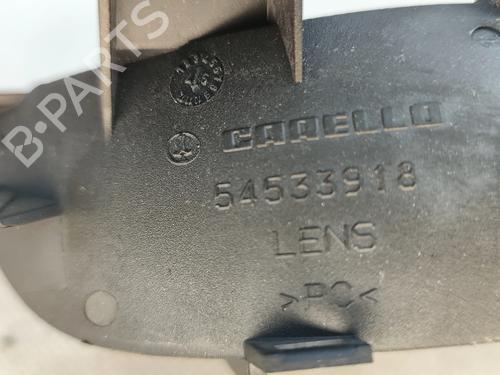 B-PARTS
CARELLO
54533918
LENS
>PC<